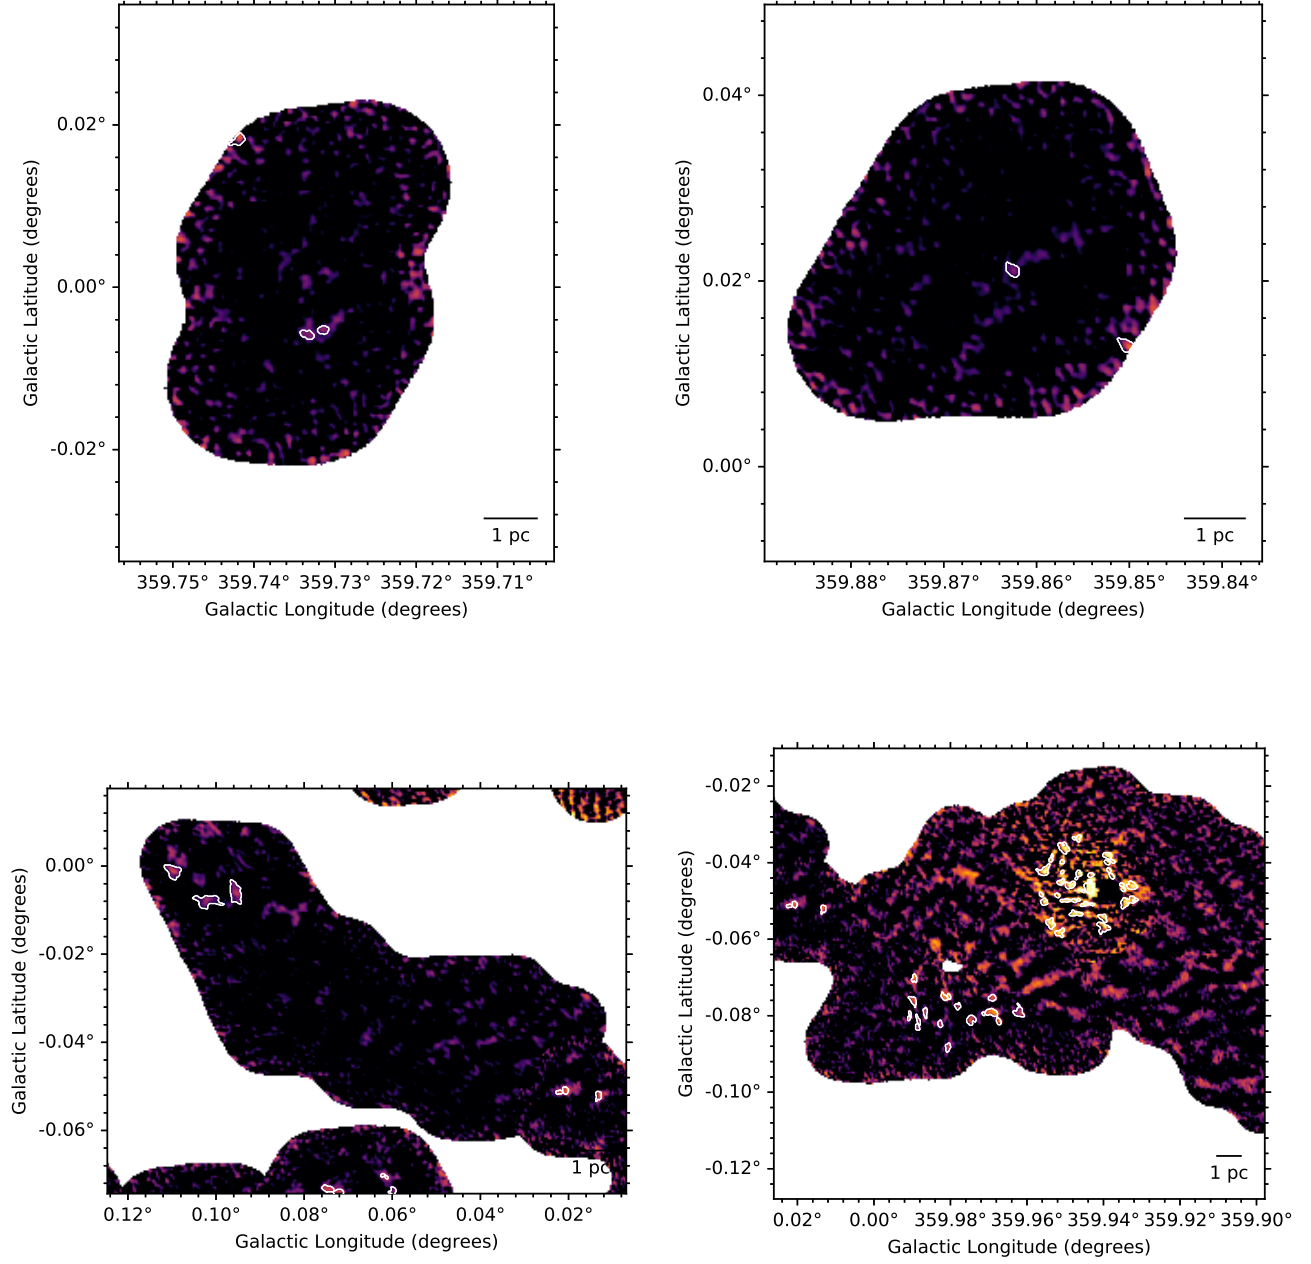 0.02°
0.00°
-0.02°
Galactic Latitude (degrees)
1 pc
359.75° 359.74° 359.73° 359.72° 359.71°
Galactic Longitude (degrees)
0.04°
0.02°
0.00°
Galactic Latitude (degrees)
1 pc
359.88° 359.87° 359.86° 359.85° 359.84°
Galactic Longitude (degrees)
0.00°
-0.02°
-0.04°
-0.06°
Galactic Latitude (degrees)
1 pc
0.12° 0.10° 0.08° 0.06° 0.04° 0.02°
Galactic Longitude (degrees)
-0.02°
-0.04°
-0.06°
-0.08°
-0.10°
-0.12°
Galactic Latitude (degrees)
1 pc
0.02° 0.00° 359.98° 359.96° 359.94° 359.92° 359.90°
Galactic Longitude (degrees)